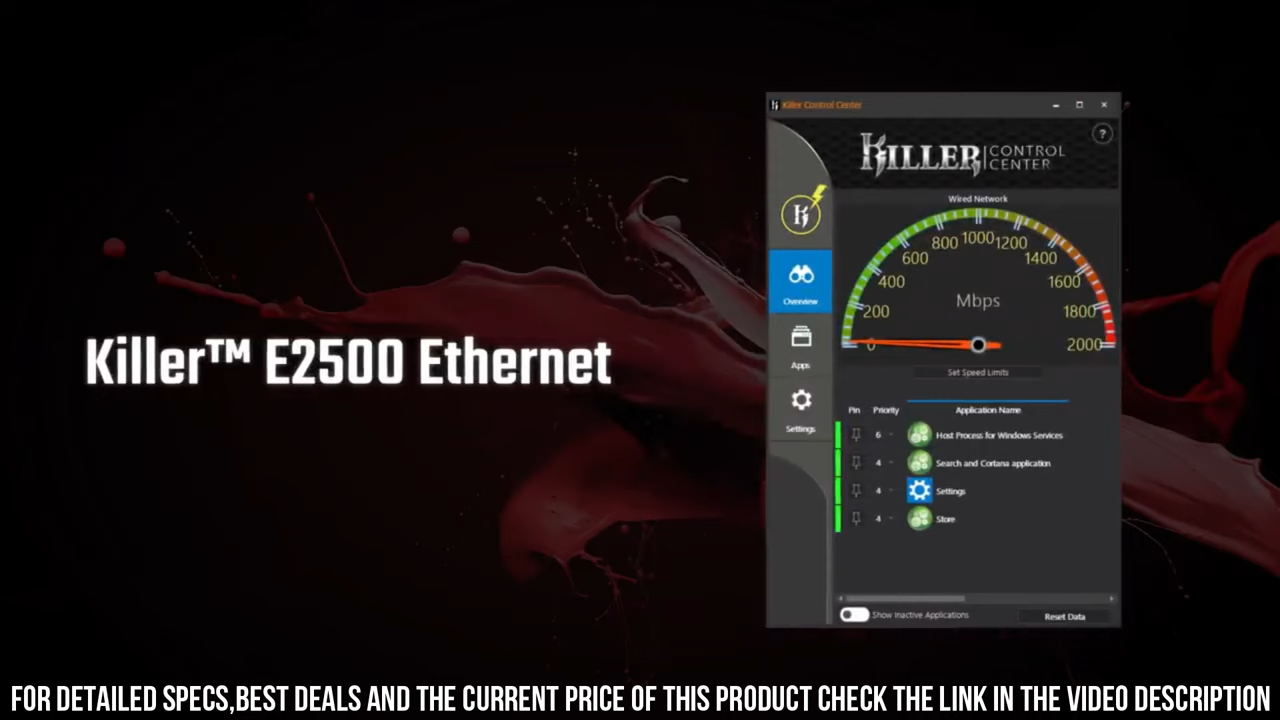 Killer Control Center
?
KILLER CONTROL CENTER
K
Wired Network
0
200
400
600
800
1000
1200
1400
1600
1800
2000
Mbps
Set Speed Limits
Overview
Apps
Settings
Killer™ E2500 Ethernet
Pin Priority Application Name
6 Host Process for Windows Services
4 Search and Cortana application
4 Settings
4 Store
Show Inactive Applications
Reset Data
FOR DETAILED SPECS,BEST DEALS AND THE CURRENT PRICE OF THIS PRODUCT CHECK THE LINK IN THE VIDEO DESCRIPTION